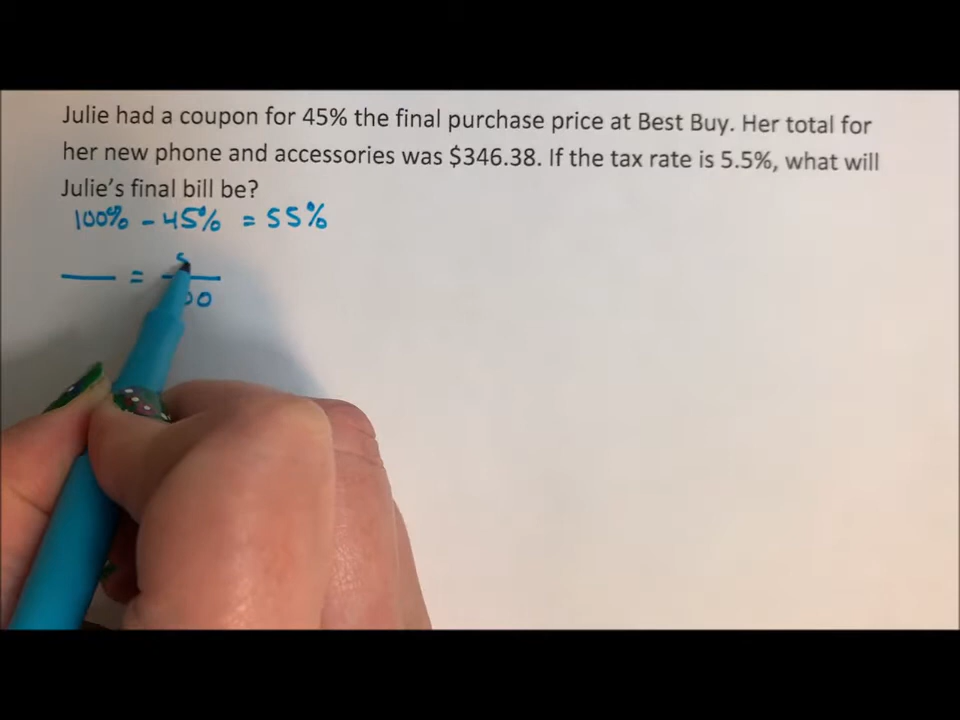 Julie had a coupon for 45% the final purchase price at Best Buy. Her total for
her new phone and accessories was $346.38. If the tax rate is 5.5%, what will
Julie's final bill be?
100% - 45% = 55%
= 5
00